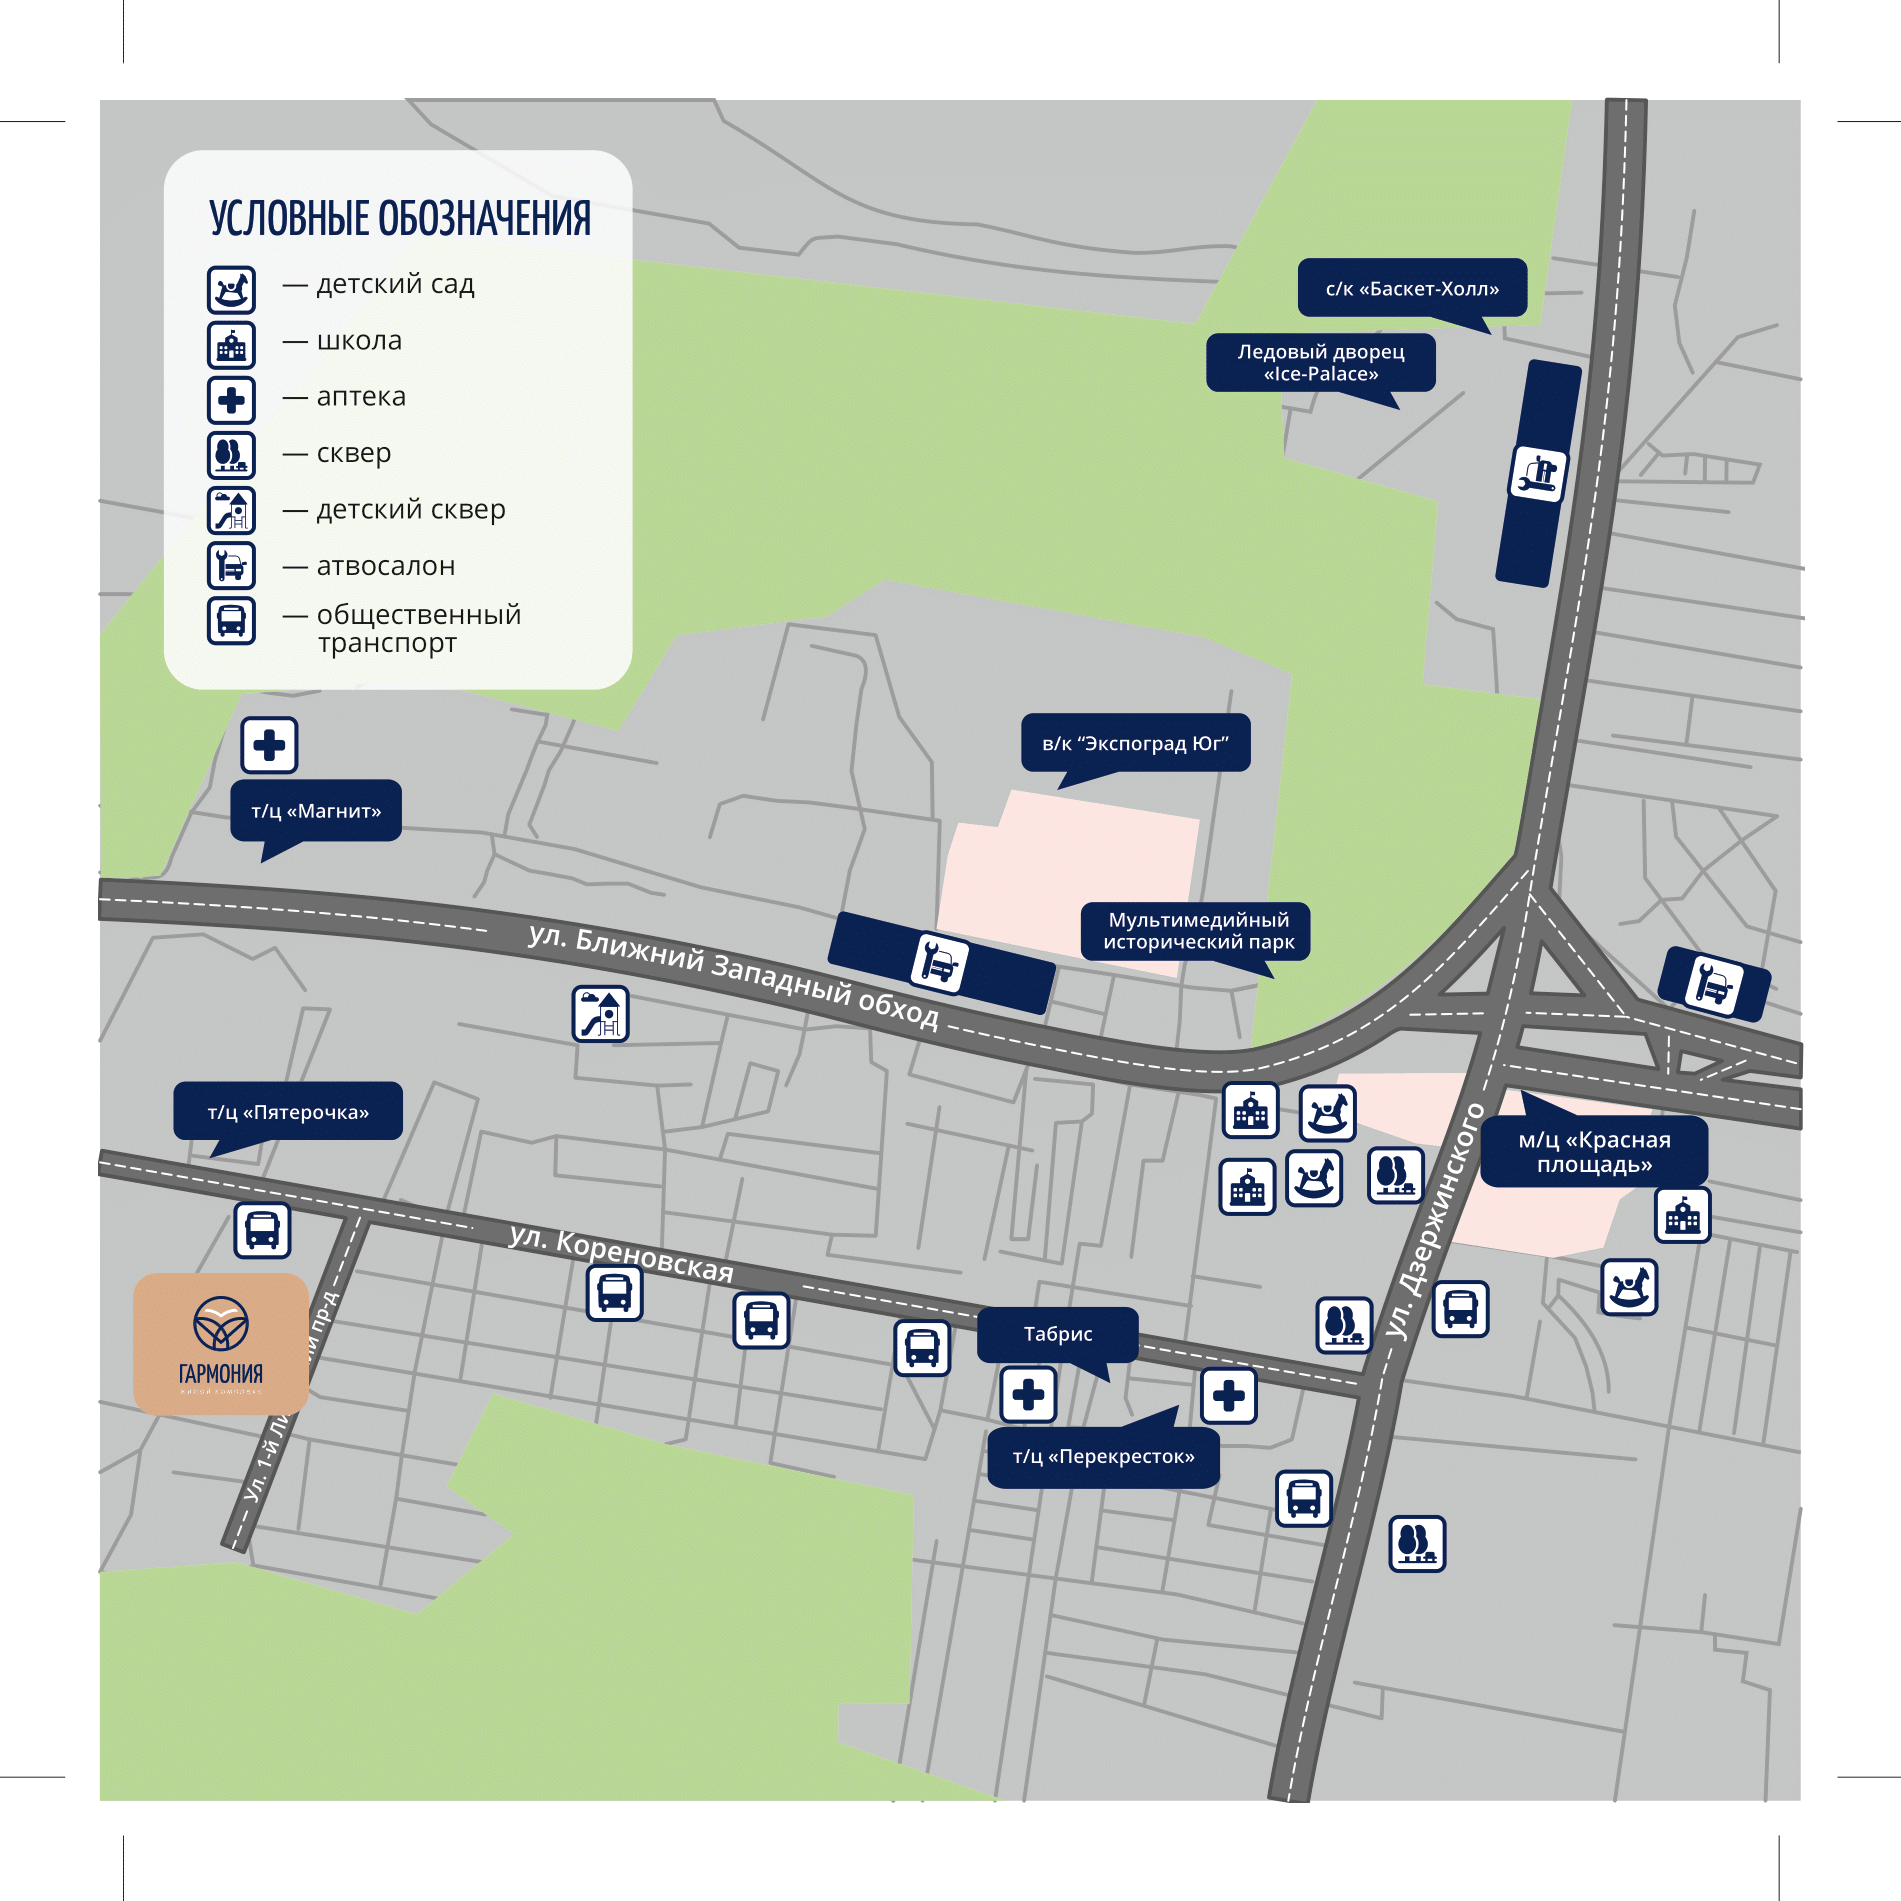 УСЛОВНЫЕ ОБОЗНАЧЕНИЯ
— детский сад
— школа
— аптека
— сквер
— детский сквер
— атвосалон
— общественный
транспорт
с/к «Баскет-Холл»
Ледовый дворец
«Ice-Palace»
в/к “Экспоград Юг”
т/ц «Магнит»
Мультимедийный
исторический парк
ул. Ближний Западный обход
т/ц «Пятерочка»
м/ц «Красная
площадь»
ул. Дзержинского
ул. Кореновская
ГАРМОНИЯ
ЖИЛОЙ КОМПЛЕКС
Ул. 1-й
пр-д
Табрис
т/ц «Перекресток»